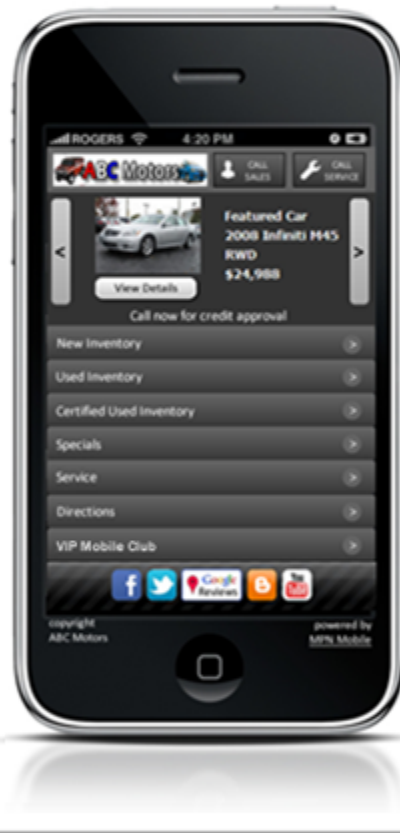 ROGERS 4:20 PM
ABC Motors
CALL
SALES
CALL
SERVICE
<
Featured Car
2008 Infiniti M45
RWD
$24,988
>
View Details
Call now for credit approval
New Inventory >
Used Inventory >
Certified Used Inventory >
Specials >
Service >
Directions >
VIP Mobile Club >
f
Google
Reviews
B
You
Tube
copyright
ABC Motors
powered by
MPN Mobile